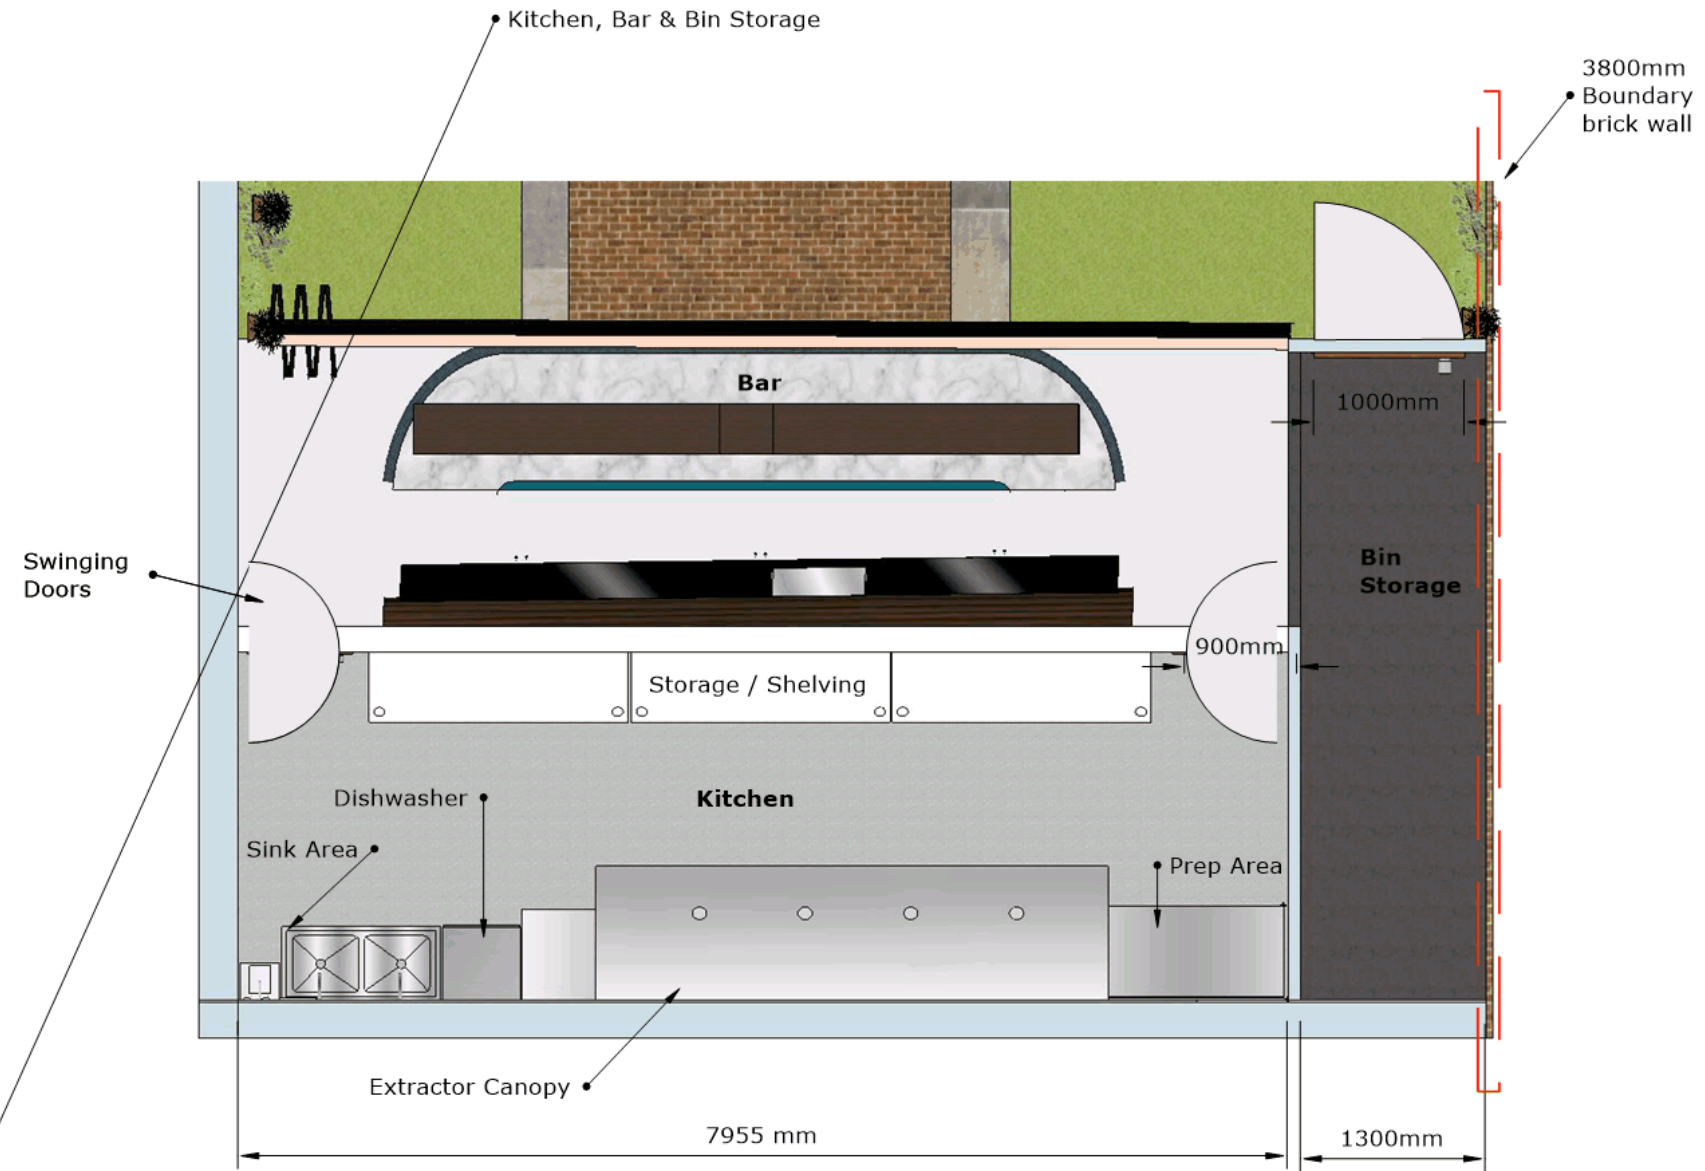 Kitchen, Bar & Bin Storage
3800mm
Boundary
brick wall
Bar
1000mm
Swinging
Doors
Bin
Storage
900mm
Storage / Shelving
Dishwasher
Kitchen
Sink Area
Prep Area
Extractor Canopy
7955 mm
1300mm